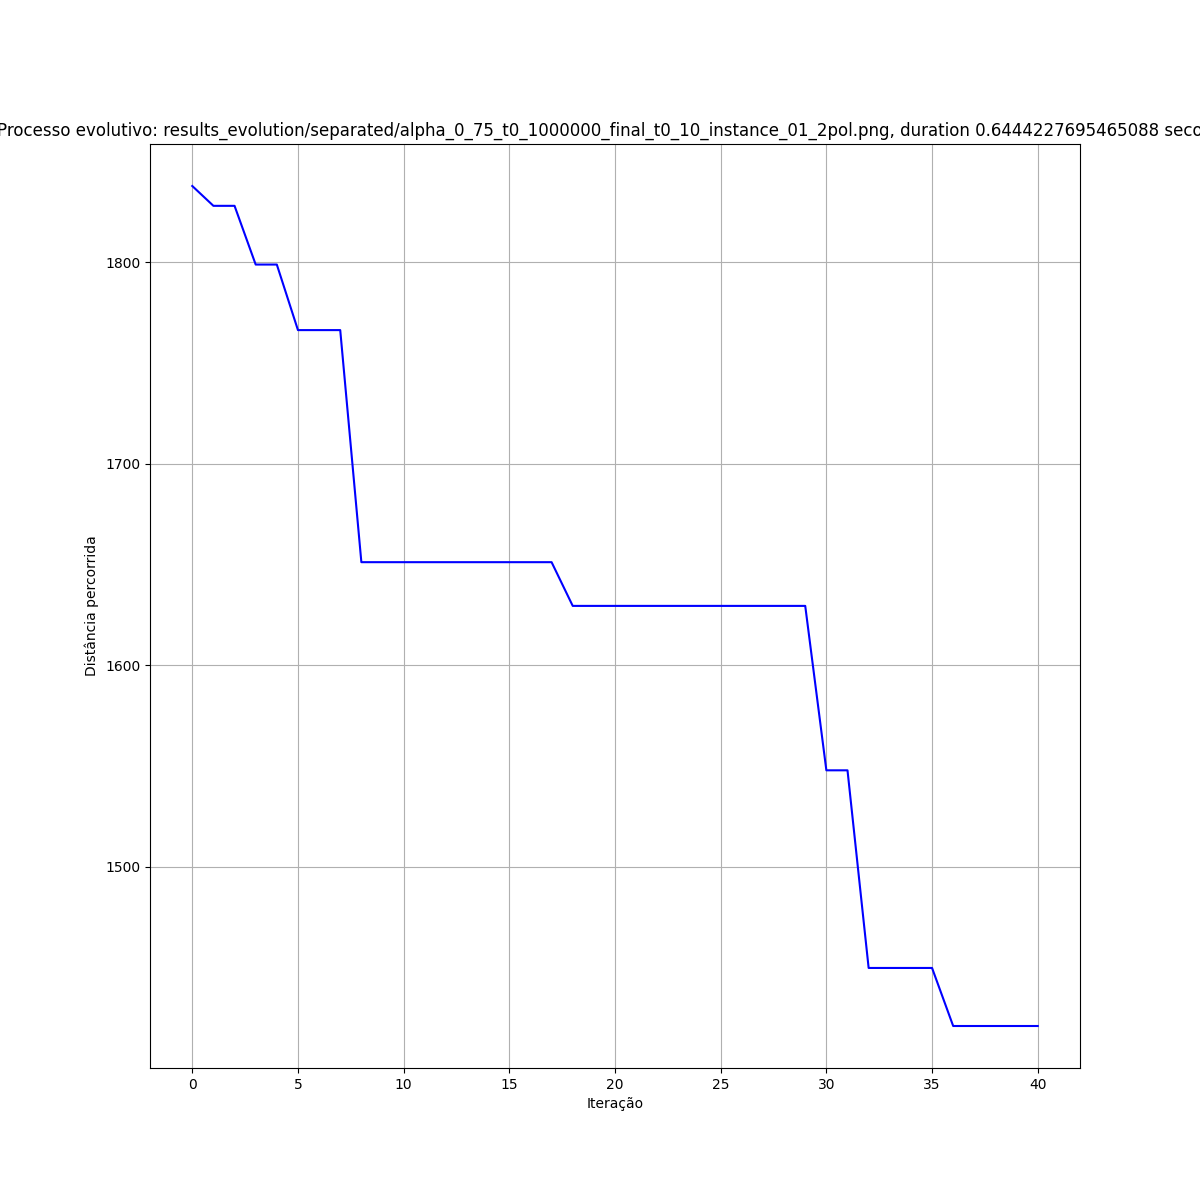 Processo evolutivo: results_evolution/separated/alpha_0_75_t0_1000000_final_t0_10_instance_01_2pol.png, duration 0.6444227695465088 seco
1800
1700
1600
1500
Distância percorrida
0 5 10 15 20 25 30 35 40
Iteração